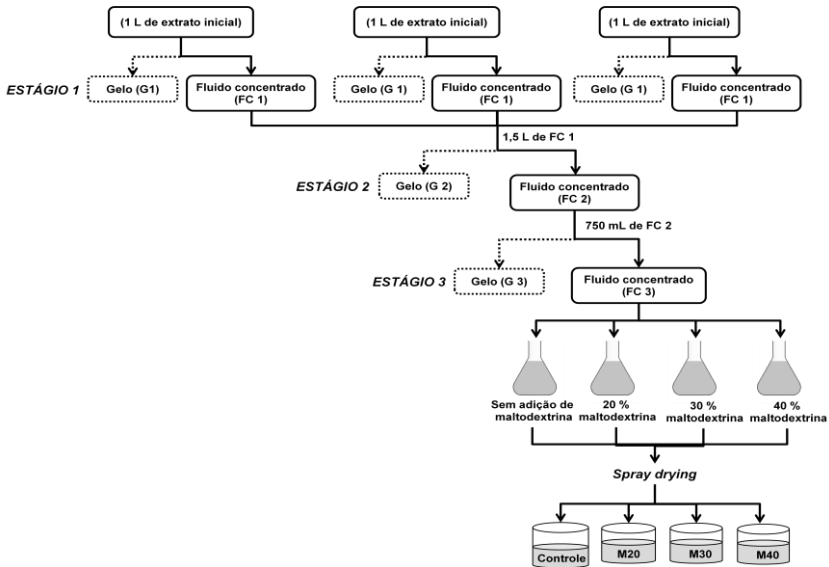 (1 L de extrato inicial)
(1 L de extrato inicial)
(1 L de extrato inicial)
ESTÁGIO 1
Gelo (G1)
Fluido concentrado
(FC 1)
Gelo (G 1)
Fluido concentrado
(FC 1)
Gelo (G 1)
Fluido concentrado
(FC 1)
1,5 L de FC 1
ESTÁGIO 2
Gelo (G 2)
Fluido concentrado
(FC 2)
750 mL de FC 2
ESTÁGIO 3
Gelo (G 3)
Fluido concentrado
(FC 3)
Sem adição de
maltodextrina
20 %
maltodextrina
30 %
maltodextrina
40 %
maltodextrina
Spray drying
Controle
M20
M30
M40